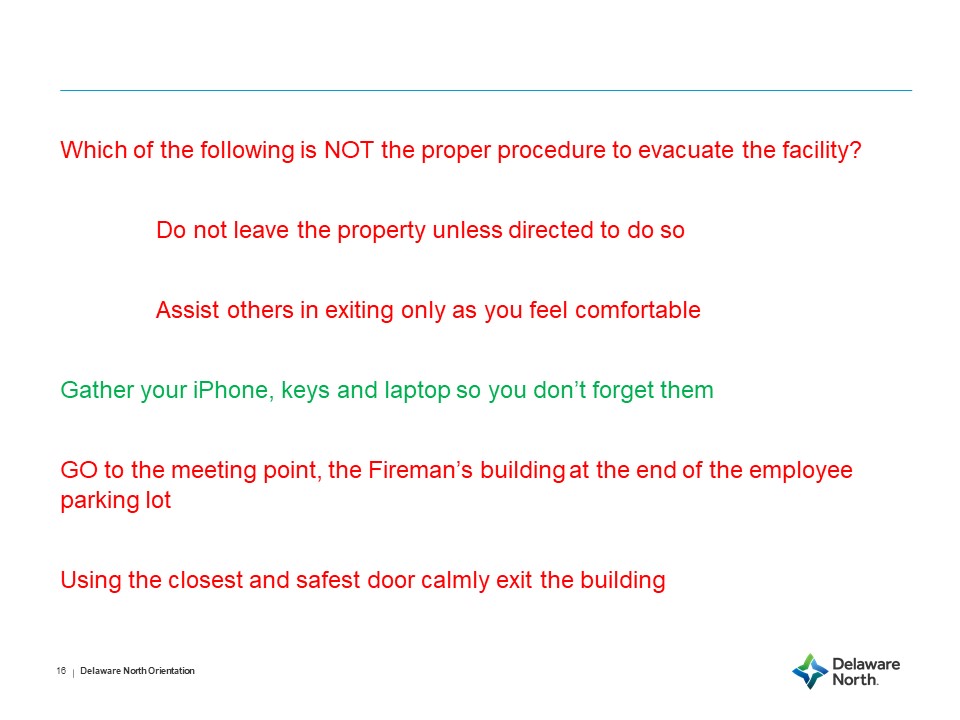 Which of the following is NOT the proper procedure to evacuate the facility?
Do not leave the property unless directed to do so
Assist others in exiting only as you feel comfortable
Gather your iPhone, keys and laptop so you don’t forget them
GO to the meeting point, the Fireman’s building at the end of the employee
parking lot
Using the closest and safest door calmly exit the building
16 | Delaware North Orientation
Delaware
North.